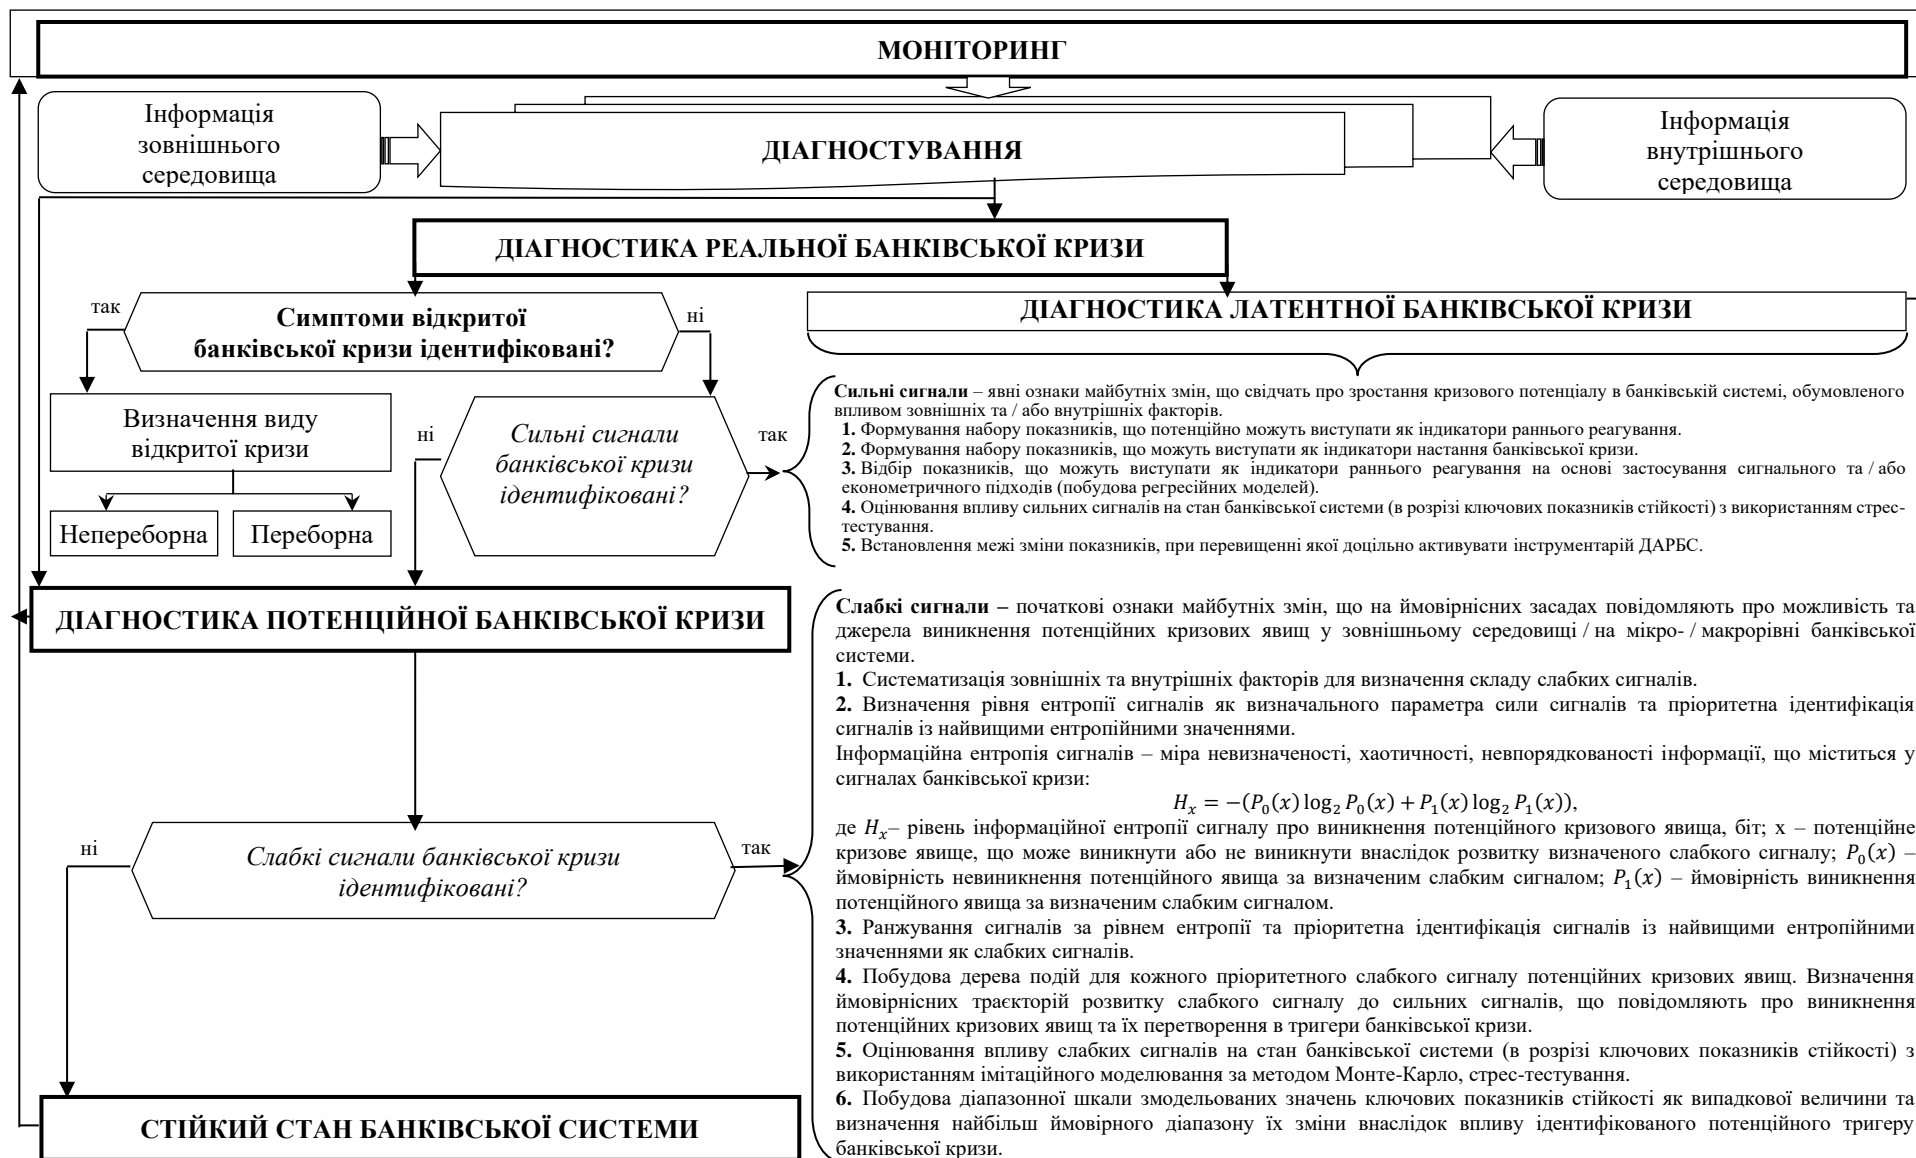 МОНІТОРИНГ
Інформація
зовнішнього
середовища
ДІАГНОСТУВАННЯ
Інформація
внутрішнього
середовища
ДІАГНОСТИКА РЕАЛЬНОЇ БАНКІВСЬКОЇ КРИЗИ
так
Симптоми відкритої
банківської кризи ідентифіковані?
ні
ДІАГНОСТИКА ЛАТЕНТНОЇ БАНКІВСЬКОЇ КРИЗИ
Визначення виду
відкритої кризи
Непереборна
Переборна
ні
Сильні сигнали
банківської кризи
ідентифіковані?
так
Сильні сигнали – явні ознаки майбутніх змін, що свідчать про зростання кризового потенціалу в банківській системі, обумовленого
впливом зовнішніх та / або внутрішніх факторів.
1. Формування набору показників, що потенційно можуть виступати як індикатори раннього реагування.
2. Формування набору показників, що можуть виступати як індикатори настання банківської кризи.
3. Відбір показників, що можуть виступати як індикатори раннього реагування на основі застосування сигнального та / або
економетричного підходів (побудова регресійних моделей).
4. Оцінювання впливу сильних сигналів на стан банківської системи (в розрізі ключових показників стійкості) з використанням стрес-
тестування.
5. Встановлення межі зміни показників, при перевищенні якої доцільно активувати інструментарій ДАРБС.
ДІАГНОСТИКА ПОТЕНЦІЙНОЇ БАНКІВСЬКОЇ КРИЗИ
Слабкі сигнали – початкові ознаки майбутніх змін, що на ймовірнісних засадах повідомляють про можливість та
джерела виникнення потенційних кризових явищ у зовнішньому середовищі / на мікро- / макрорівні банківської
системи.
1. Систематизація зовнішніх та внутрішніх факторів для визначення складу слабких сигналів.
2. Визначення рівня ентропії сигналів як визначального параметра сили сигналів та пріоритетна ідентифікація
сигналів із найвищими ентропійними значеннями.
Інформаційна ентропія сигналів – міра невизначеності, хаотичності, невпорядкованості інформації, що міститься у
сигналах банківської кризи:
H_x = −(P_0(x) log_2 P_0(x) + P_1(x) log_2 P_1(x)),
де H_x– рівень інформаційної ентропії сигналу про виникнення потенційного кризового явища, біт; x – потенційне
кризове явище, що може виникнути або не виникнути внаслідок розвитку визначеного слабкого сигналу; P_0(x) –
ймовірність невиникнення потенційного явища за визначеним слабким сигналом; P_1(x) – ймовірність виникнення
потенційного явища за визначеним слабким сигналом.
3. Ранжування сигналів за рівнем ентропії та пріоритетна ідентифікація сигналів із найвищими ентропійними
значеннями як слабких сигналів.
4. Побудова дерева подій для кожного пріоритетного слабкого сигналу потенційних кризових явищ. Визначення
ймовірнісних траєкторій розвитку слабкого сигналу до сильних сигналів, що повідомляють про виникнення
потенційних кризових явищ та їх перетворення в тригери банківської кризи.
5. Оцінювання впливу слабких сигналів на стан банківської системи (в розрізі ключових показників стійкості) з
використанням імітаційного моделювання за методом Монте-Карло, стрес-тестування.
6. Побудова діапазонної шкали змодельованих значень ключових показників стійкості як випадкової величини та
визначення найбільш ймовірного діапазону їх зміни внаслідок впливу ідентифікованого потенційного тригеру
банківської кризи.
ні
Слабкі сигнали банківської кризи
ідентифіковані?
так
СТІЙКИЙ СТАН БАНКІВСЬКОЇ СИСТЕМИ